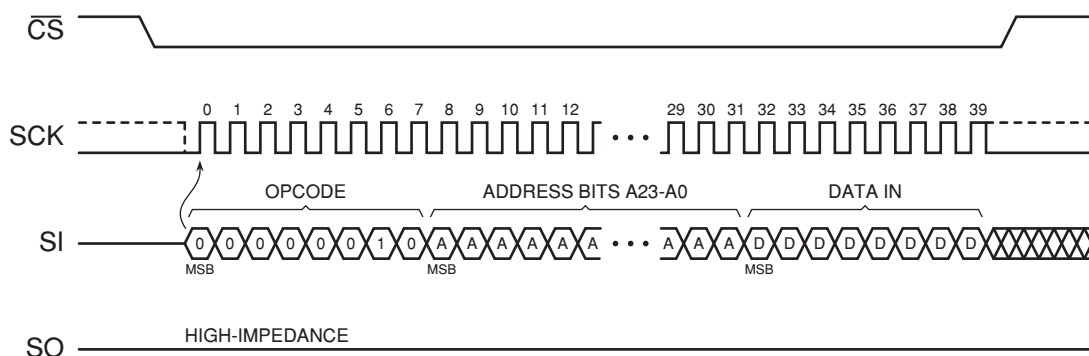 CS
0 1 2 3 4 5 6 7 8 9 10 11 12 29 30 31 32 33 34 35 36 37 38 39
SCK
OPCODE ADDRESS BITS A23-A0 DATA IN
SI 0 0 0 0 0 0 1 0 A A A A A A A A A D D D D D D D D
MSB MSB MSB
HIGH-IMPEDANCE
SO